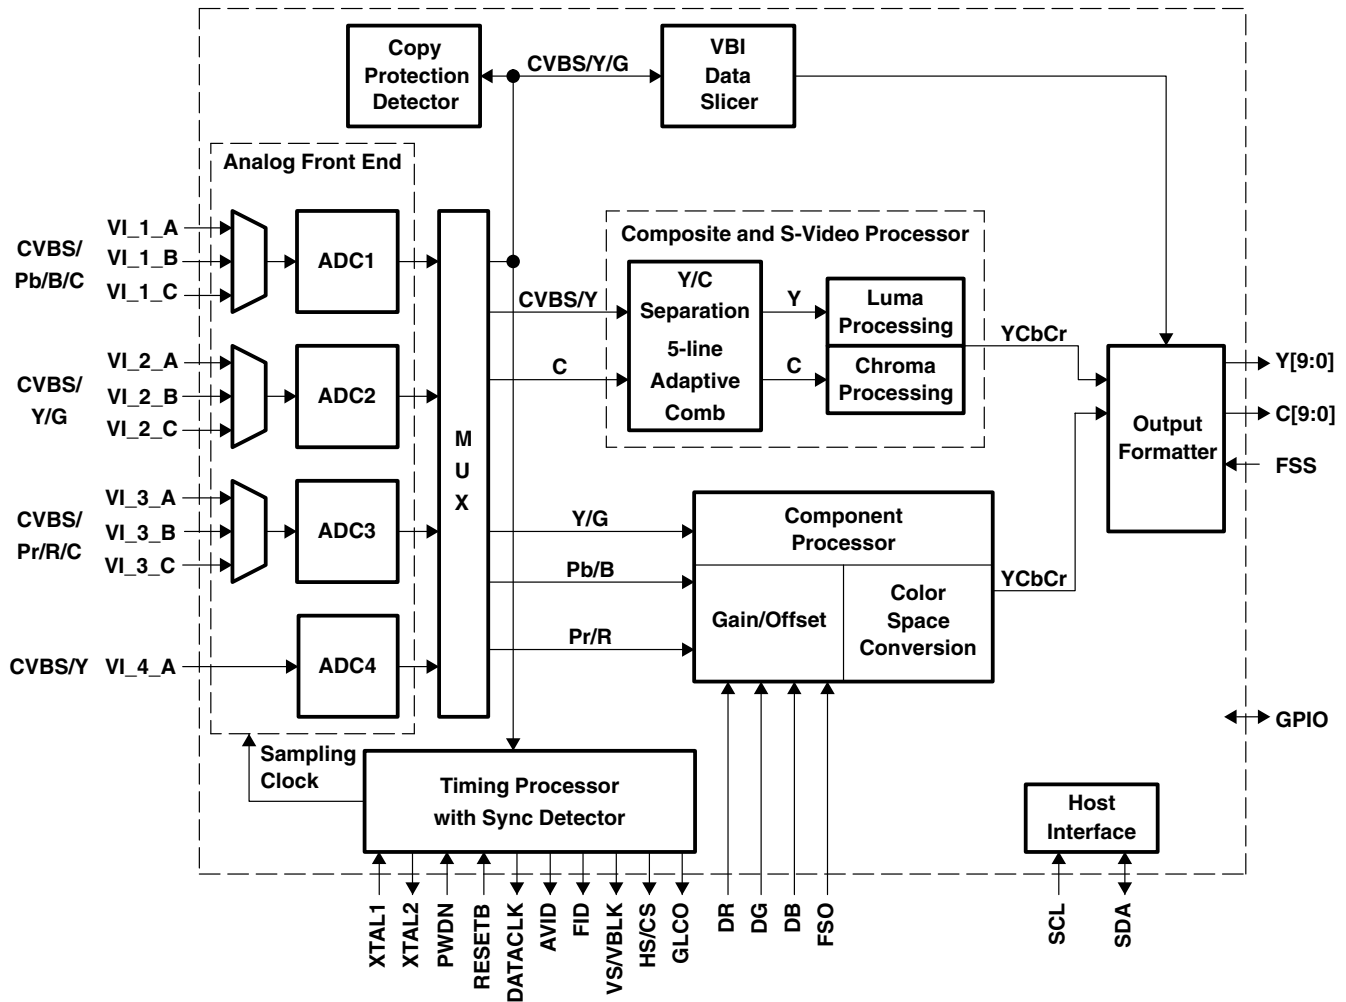 Copy
Protection
Detector
CVBS/Y/G
VBI
Data
Slicer
Analog Front End
VI_1_A
VI_1_B
VI_1_C
CVBS/
Pb/B/C
ADC1
VI_2_A
VI_2_B
VI_2_C
CVBS/
Y/G
ADC2
VI_3_A
VI_3_B
VI_3_C
CVBS/
Pr/R/C
ADC3
CVBS/Y
VI_4_A
ADC4
M
U
X
Composite and S-Video Processor
CVBS/Y
C
Y/C
Separation
5-line
Adaptive
Comb
Y
C
Luma
Processing
Chroma
Processing
YCbCr
Output
Formatter
Y[9:0]
C[9:0]
FSS
Y/G
Pb/B
Pr/R
Component
Processor
Gain/Offset
Color
Space
Conversion
YCbCr
GPIO
Sampling
Clock
Timing Processor
with Sync Detector
Host
Interface
XTAL1
XTAL2
PWDN
RESETB
DATACLK
AVID
FID
VS/VBLK
HS/CS
GLCO
DR
DG
DB
FSO
SCL
SDA